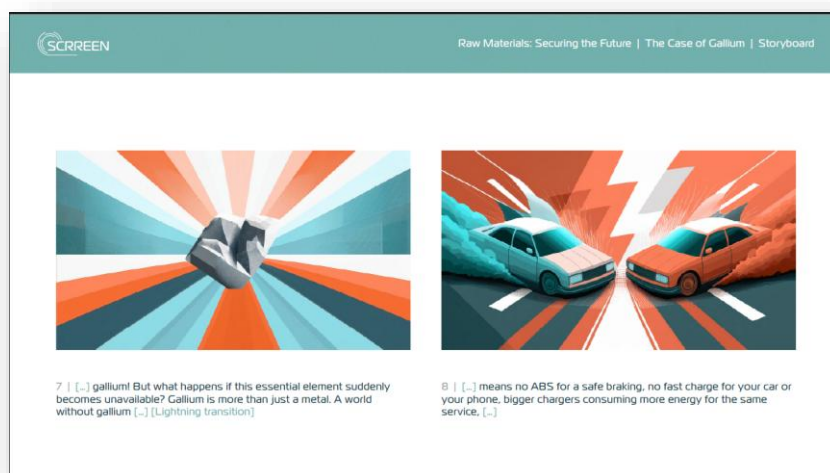 SCRREEN
Raw Materials: Securing the Future | The Case of Gallium | Storyboard
7 | [...] gallium! But what happens if this essential element suddenly
becomes unavailable? Gallium is more than just a metal. A world
without gallium [...] [Lightning transition]
8 | [...] means no ABS for a safe braking, no fast charge for your car or
your phone, bigger chargers consuming more energy for the same
service, [...]